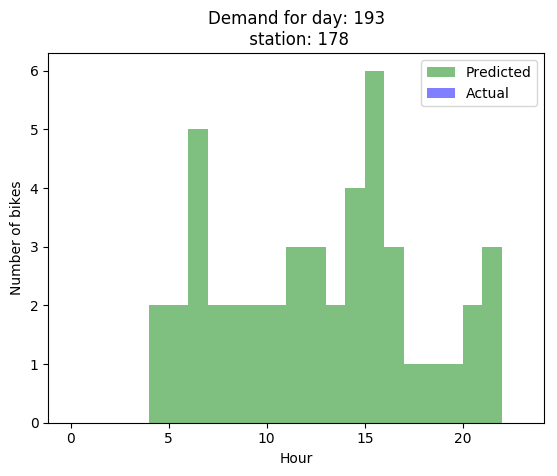 Demand for day: 193
station: 178
Predicted
Actual
Number of bikes
6
5
4
3
2
1
0
0
5
10
15
20
Hour